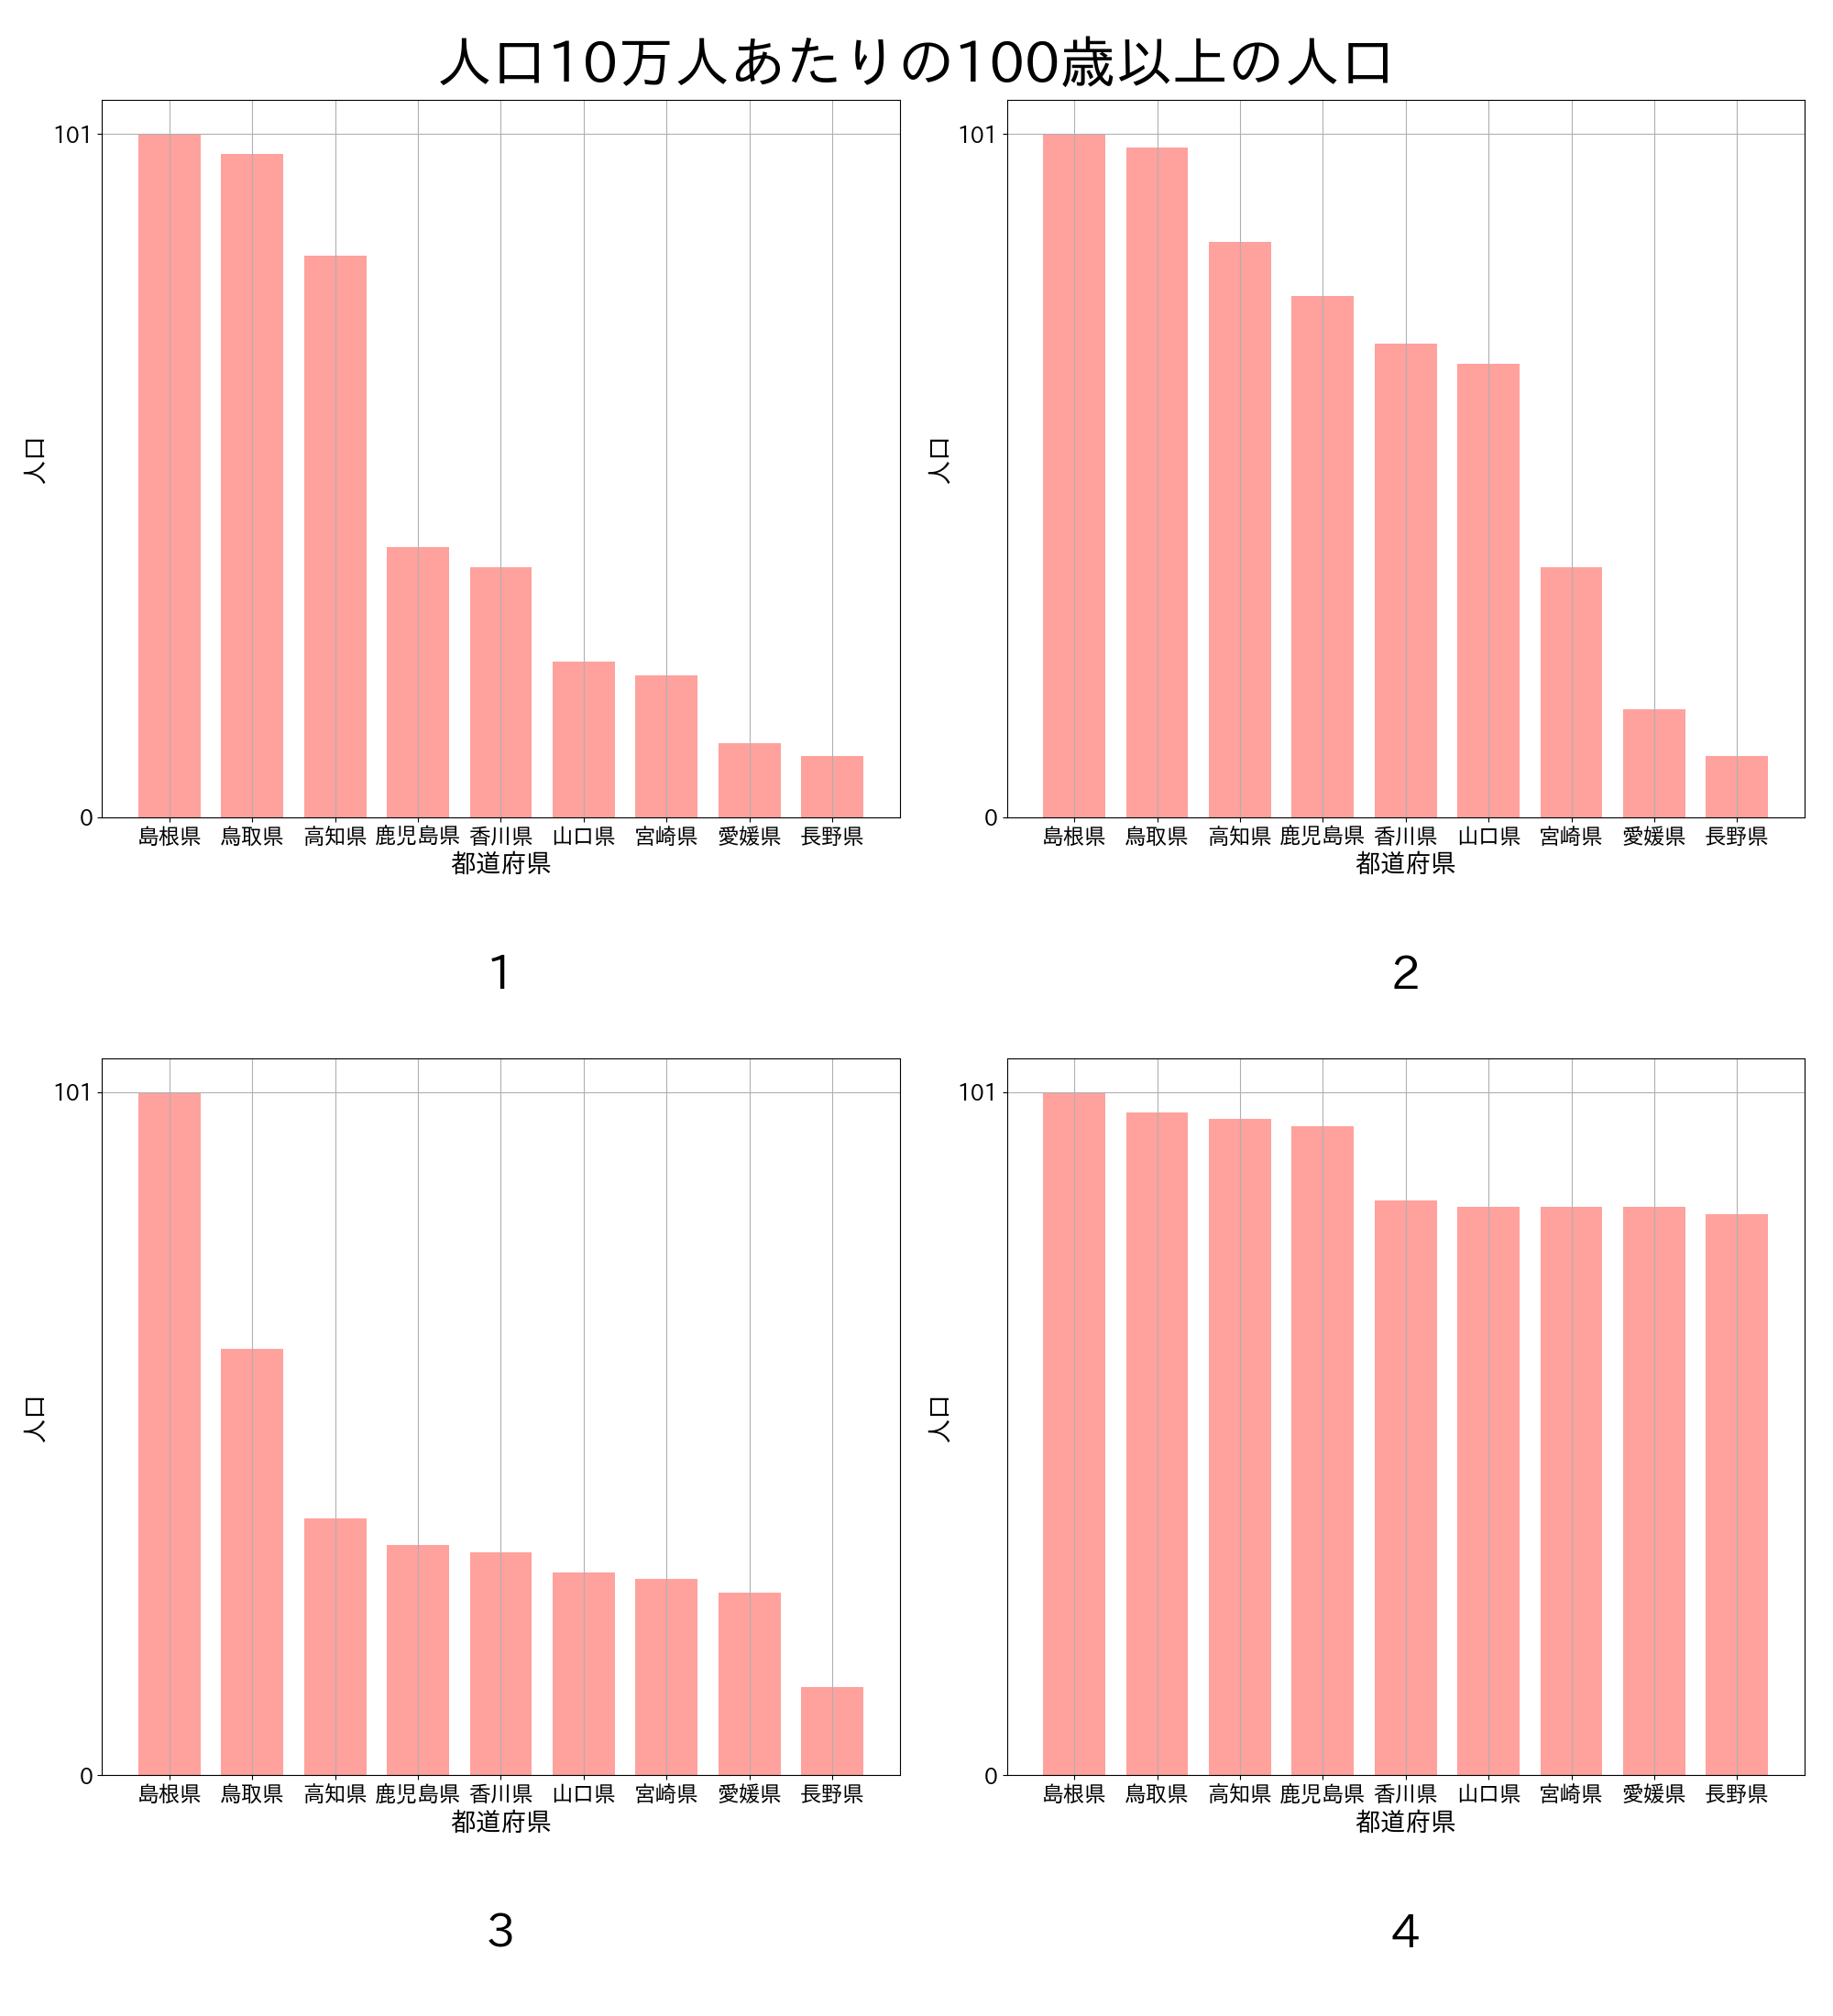 人口10万人あたりの100歳以上の人口
101
人口
0
島根県 鳥取県 高知県 鹿児島県 香川県 山口県 宮崎県 愛媛県 長野県
都道府県
1
101
人口
0
島根県 鳥取県 高知県 鹿児島県 香川県 山口県 宮崎県 愛媛県 長野県
都道府県
2
101
人口
0
島根県 鳥取県 高知県 鹿児島県 香川県 山口県 宮崎県 愛媛県 長野県
都道府県
3
101
人口
0
島根県 鳥取県 高知県 鹿児島県 香川県 山口県 宮崎県 愛媛県 長野県
都道府県
4